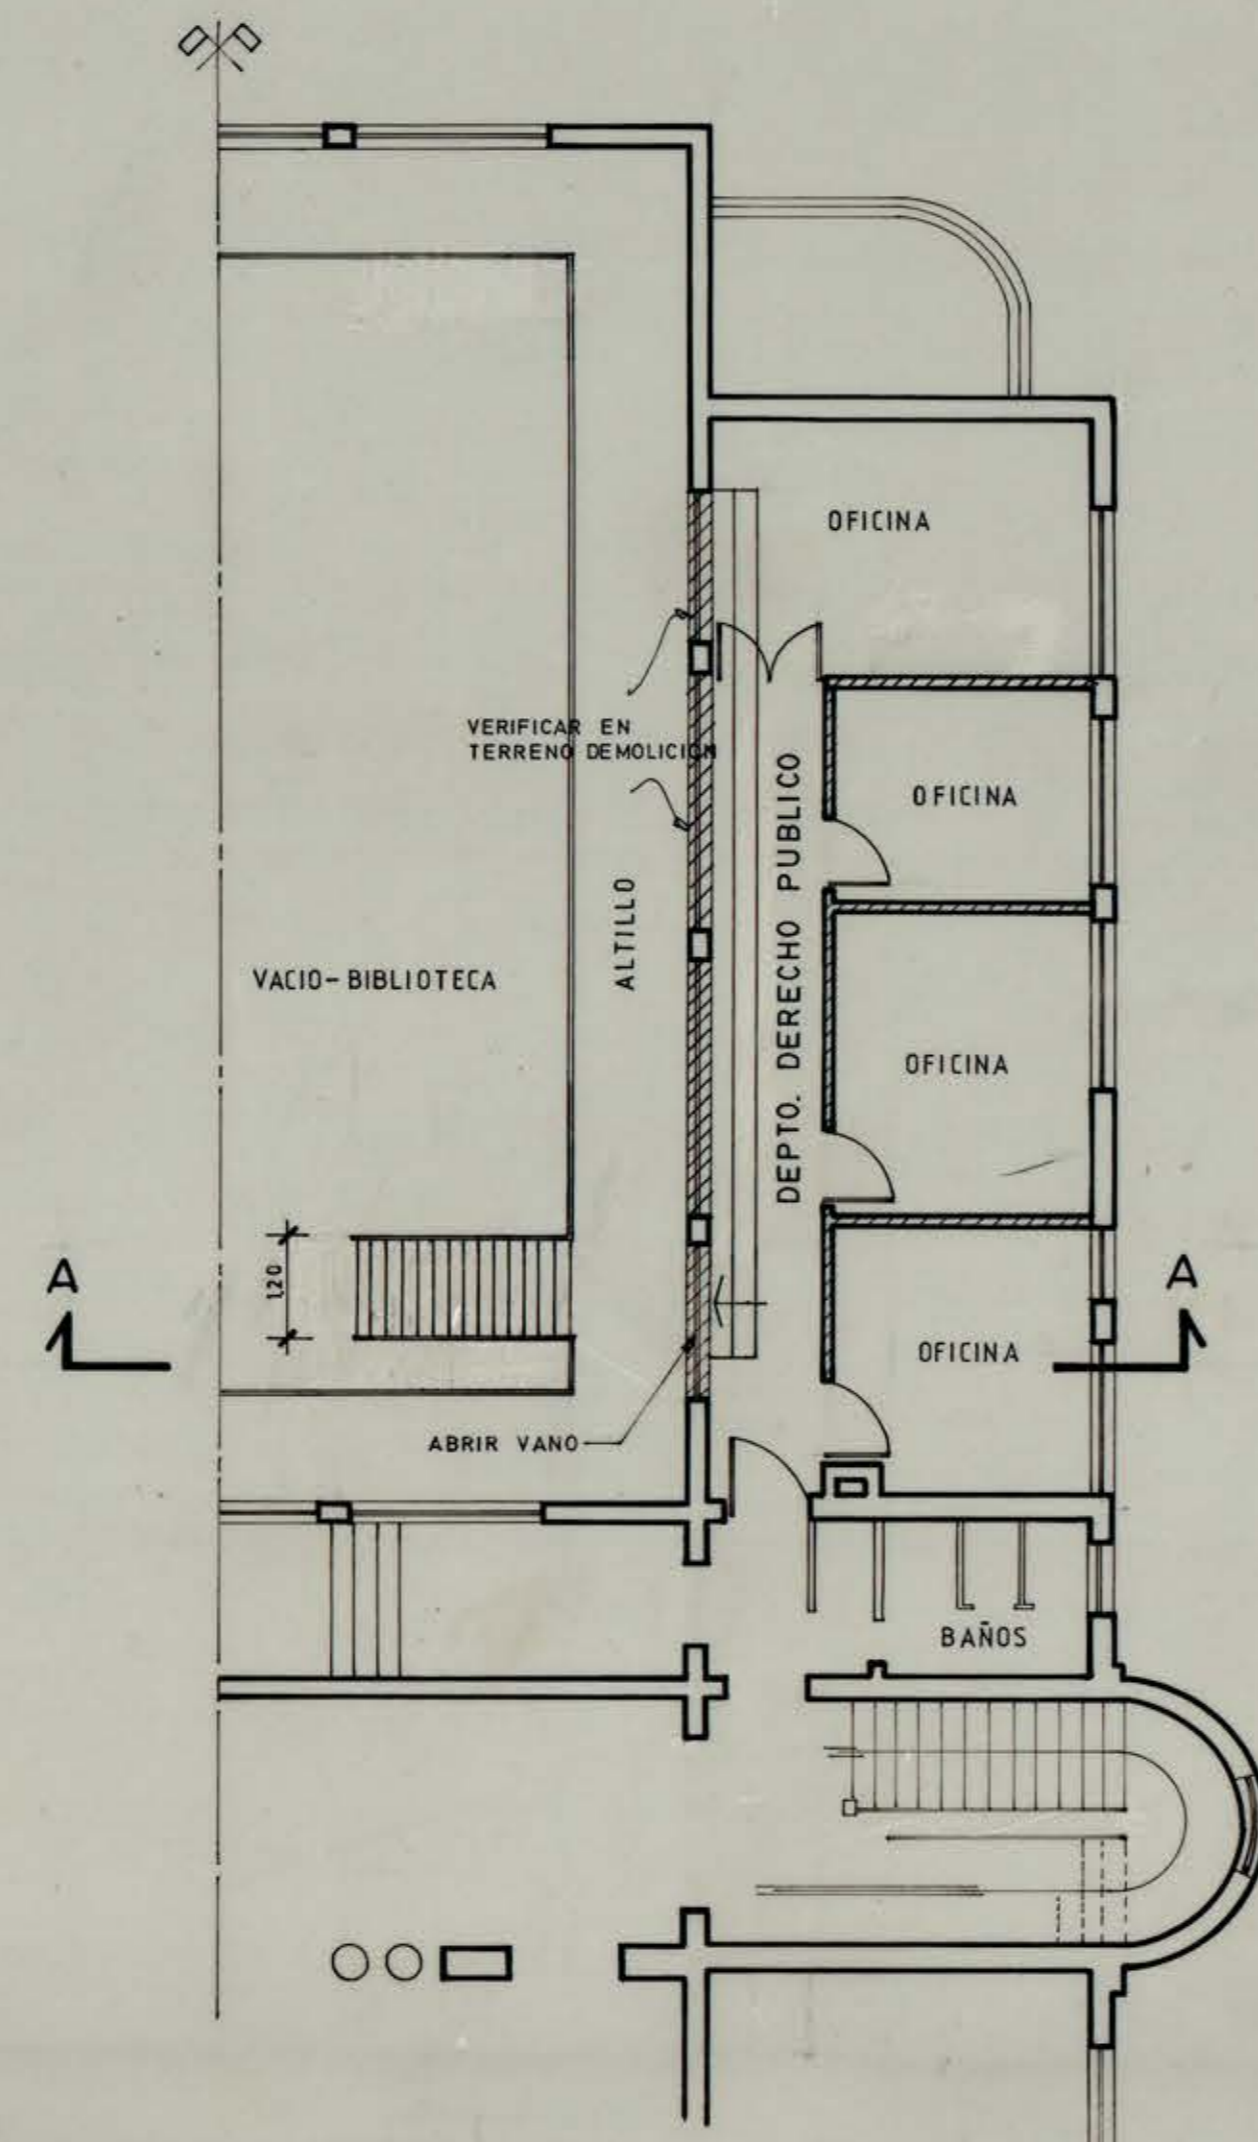 OFICINA
VERIFICAR EN
TERRENO DEMOLICION
OFICINA
DEPTO. DERECHO PUBLICO
ALTILLO
VACIO-BIBLIOTECA
OFICINA
120
A
A
OFICINA
ABRIR VANO
BAÑOS